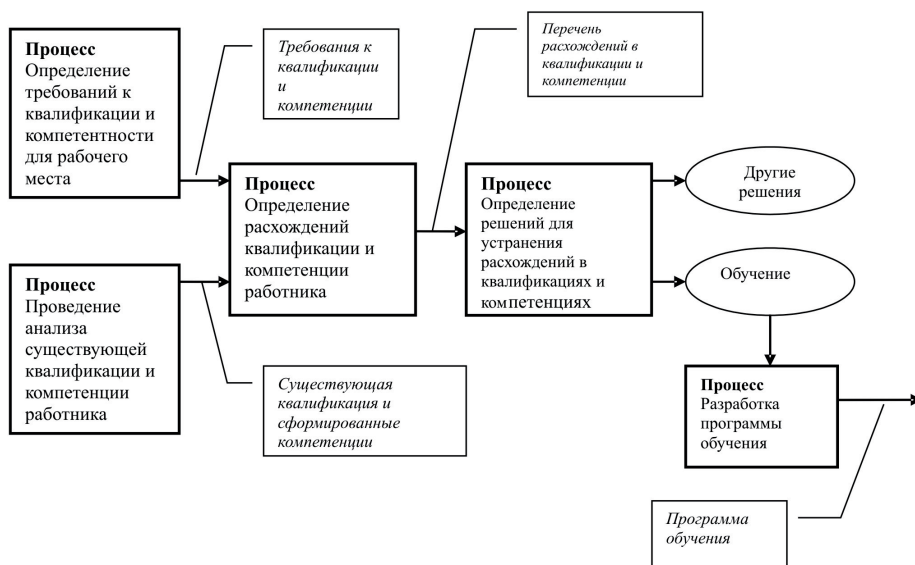 Процесс
Определение
требований к
квалификации и
компетентности
для рабочего
места
Требования к
квалификации
и
компетенции
Перечень
расхождений в
квалификации и
компетенции
Процесс
Определение
расхождений
квалификации и
компетенции
работника
Процесс
Определение
решений для
устранения
расхождений в
квалификациях и
компетенциях
Другие
решения
Обучение
Процесс
Проведение
анализа
существующей
квалификации и
компетенции
работника
Существующая
квалификация и
сформированные
компетенции
Процесс
Разработка
программы
обучения
Программа
обучения